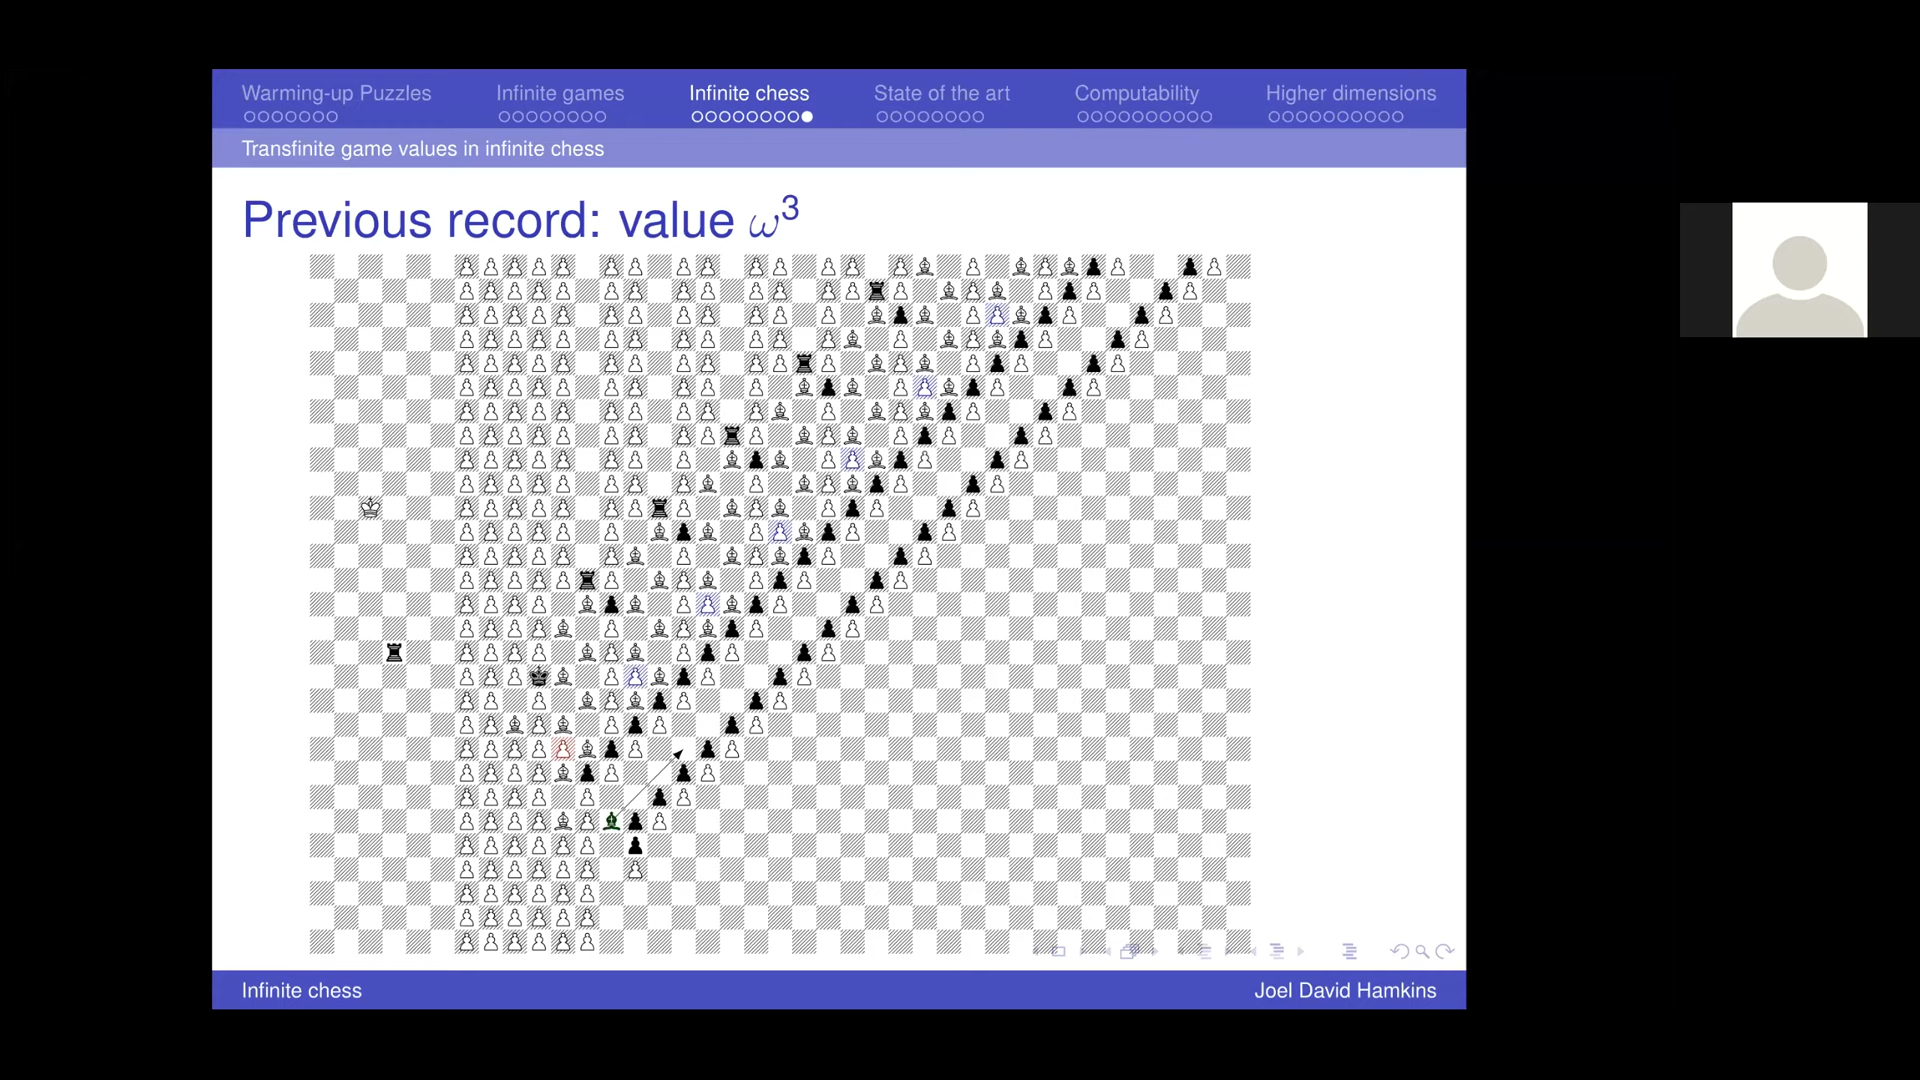 Warming-up Puzzles Infinite games Infinite chess State of the art Computability Higher dimensions
Transfinite game values in infinite chess
Previous record: value ω³
Infinite chess Joel David Hamkins